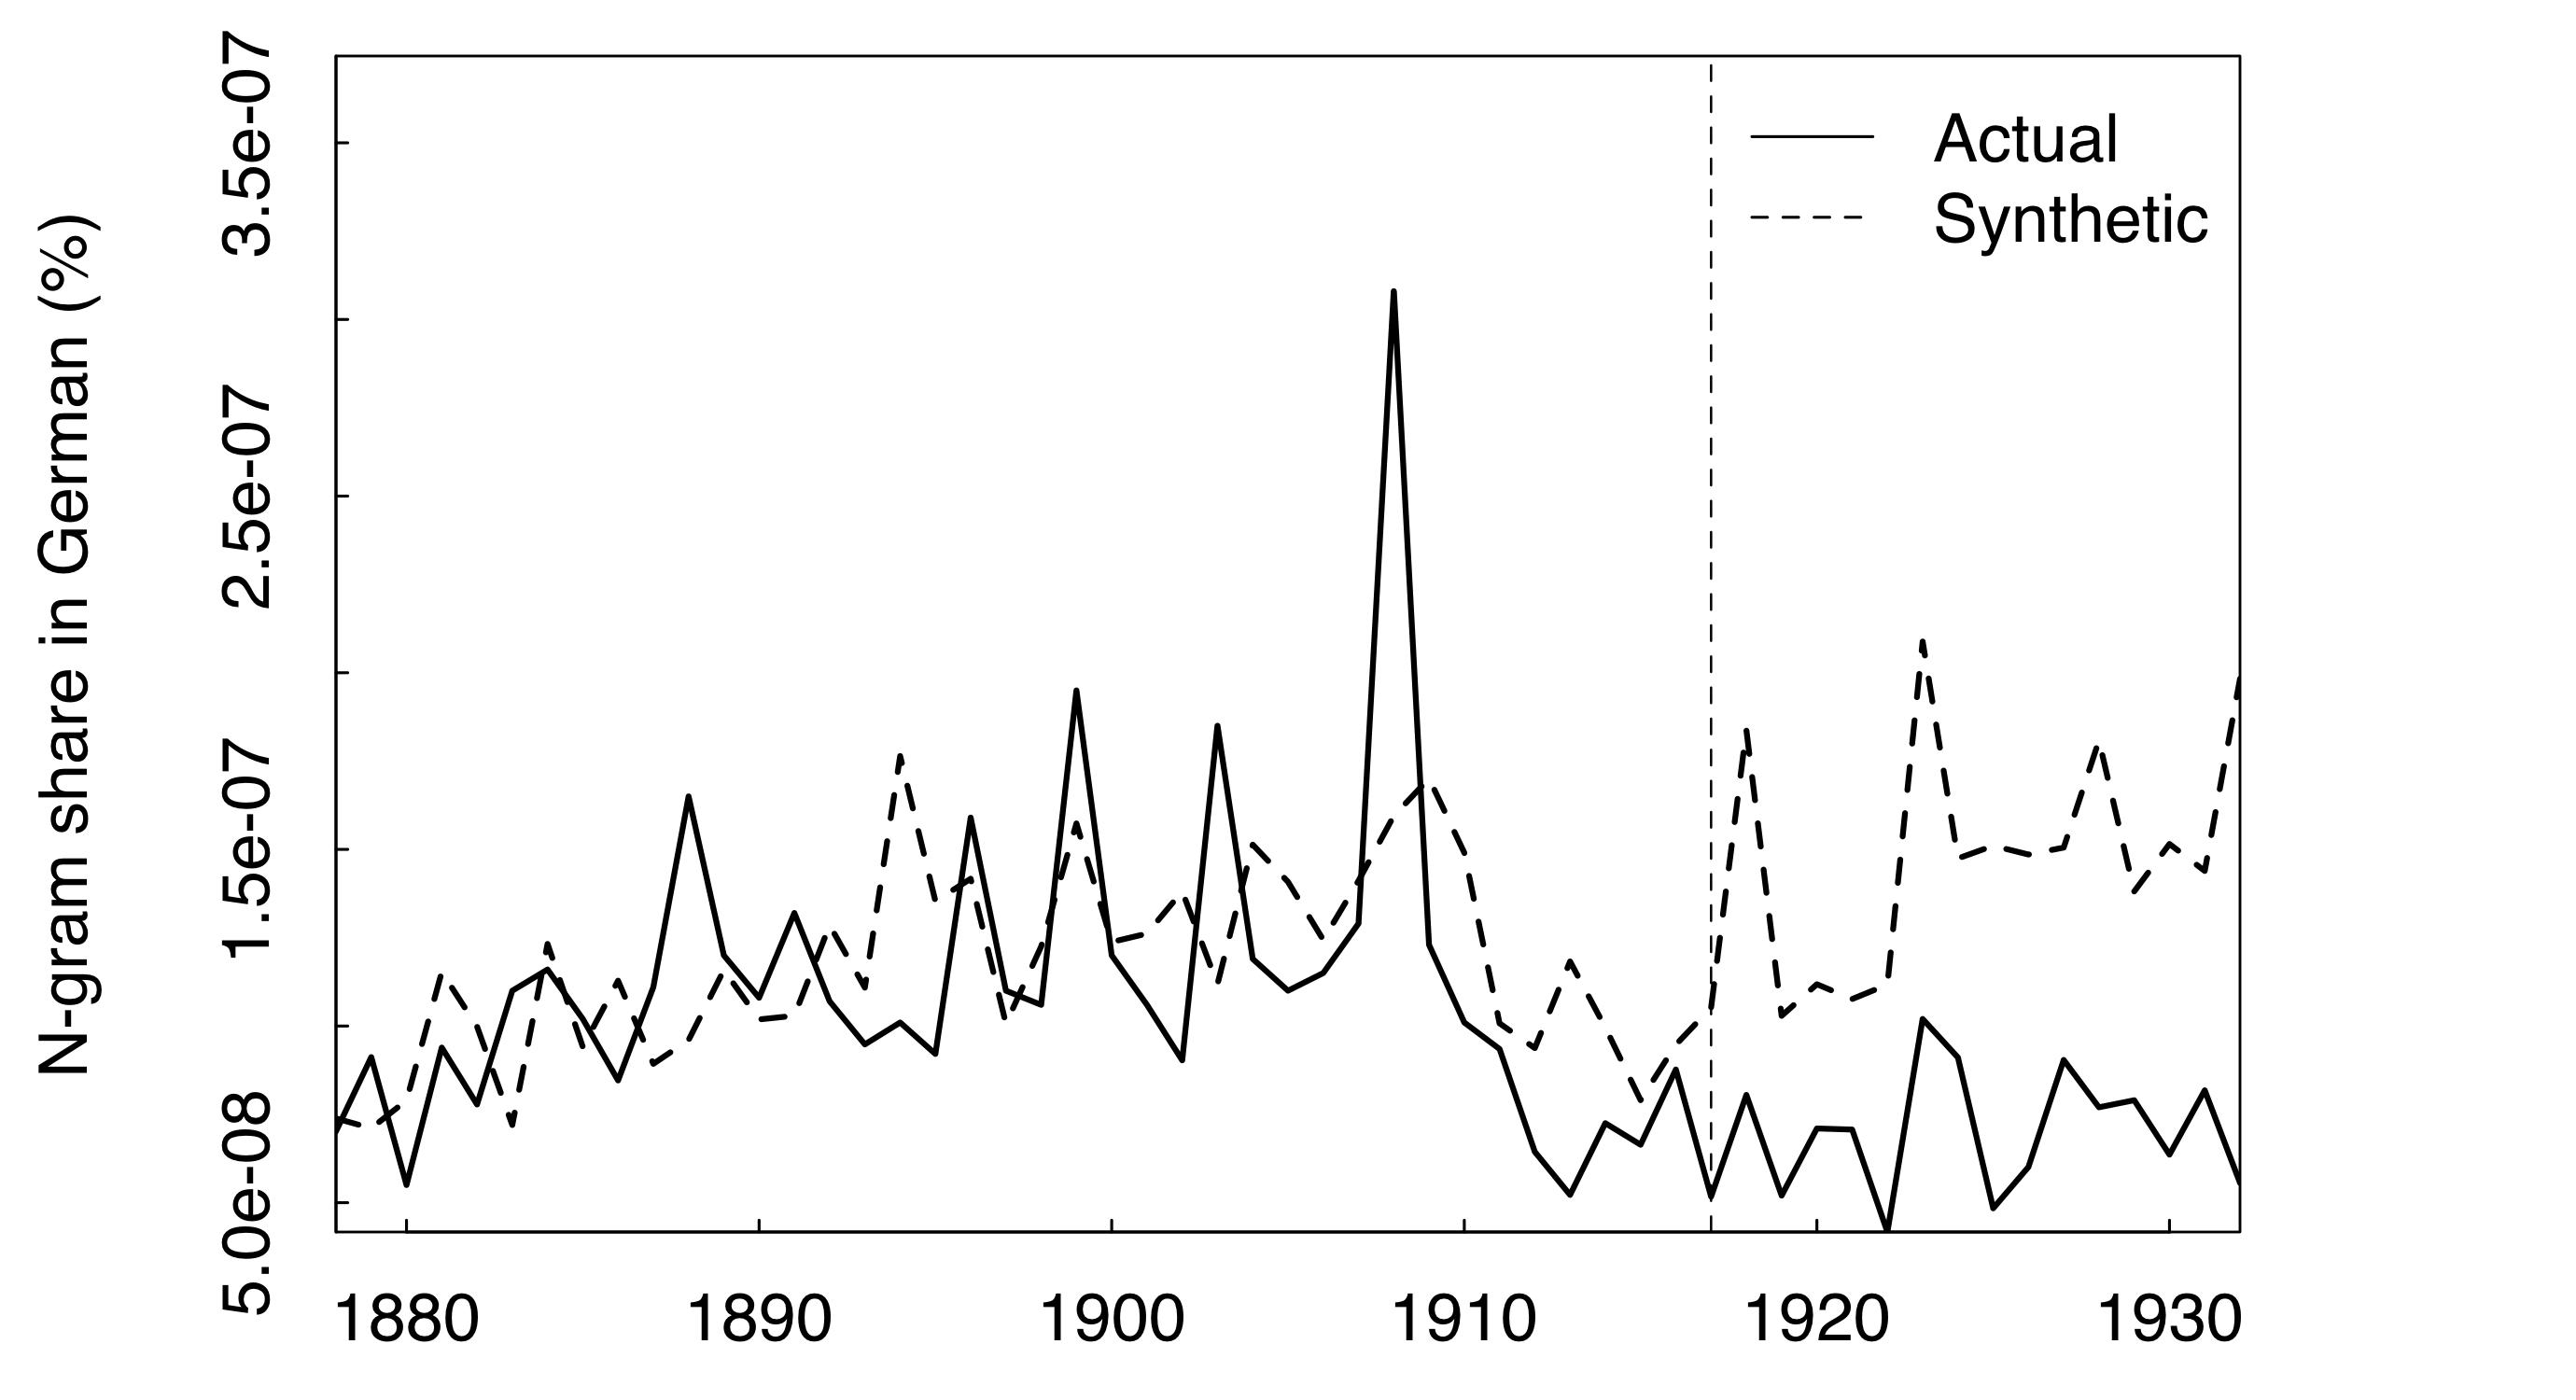 N-gram share in German (%)
3.5e-07
2.5e-07
1.5e-07
5.0e-08
Actual
Synthetic
1880 1890 1900 1910 1920 1930